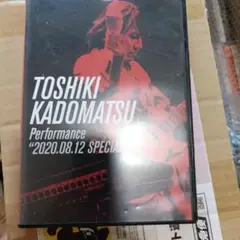 TOSHIKI
KADOMATSU
Performance
"2020.08.12 SPECIAL